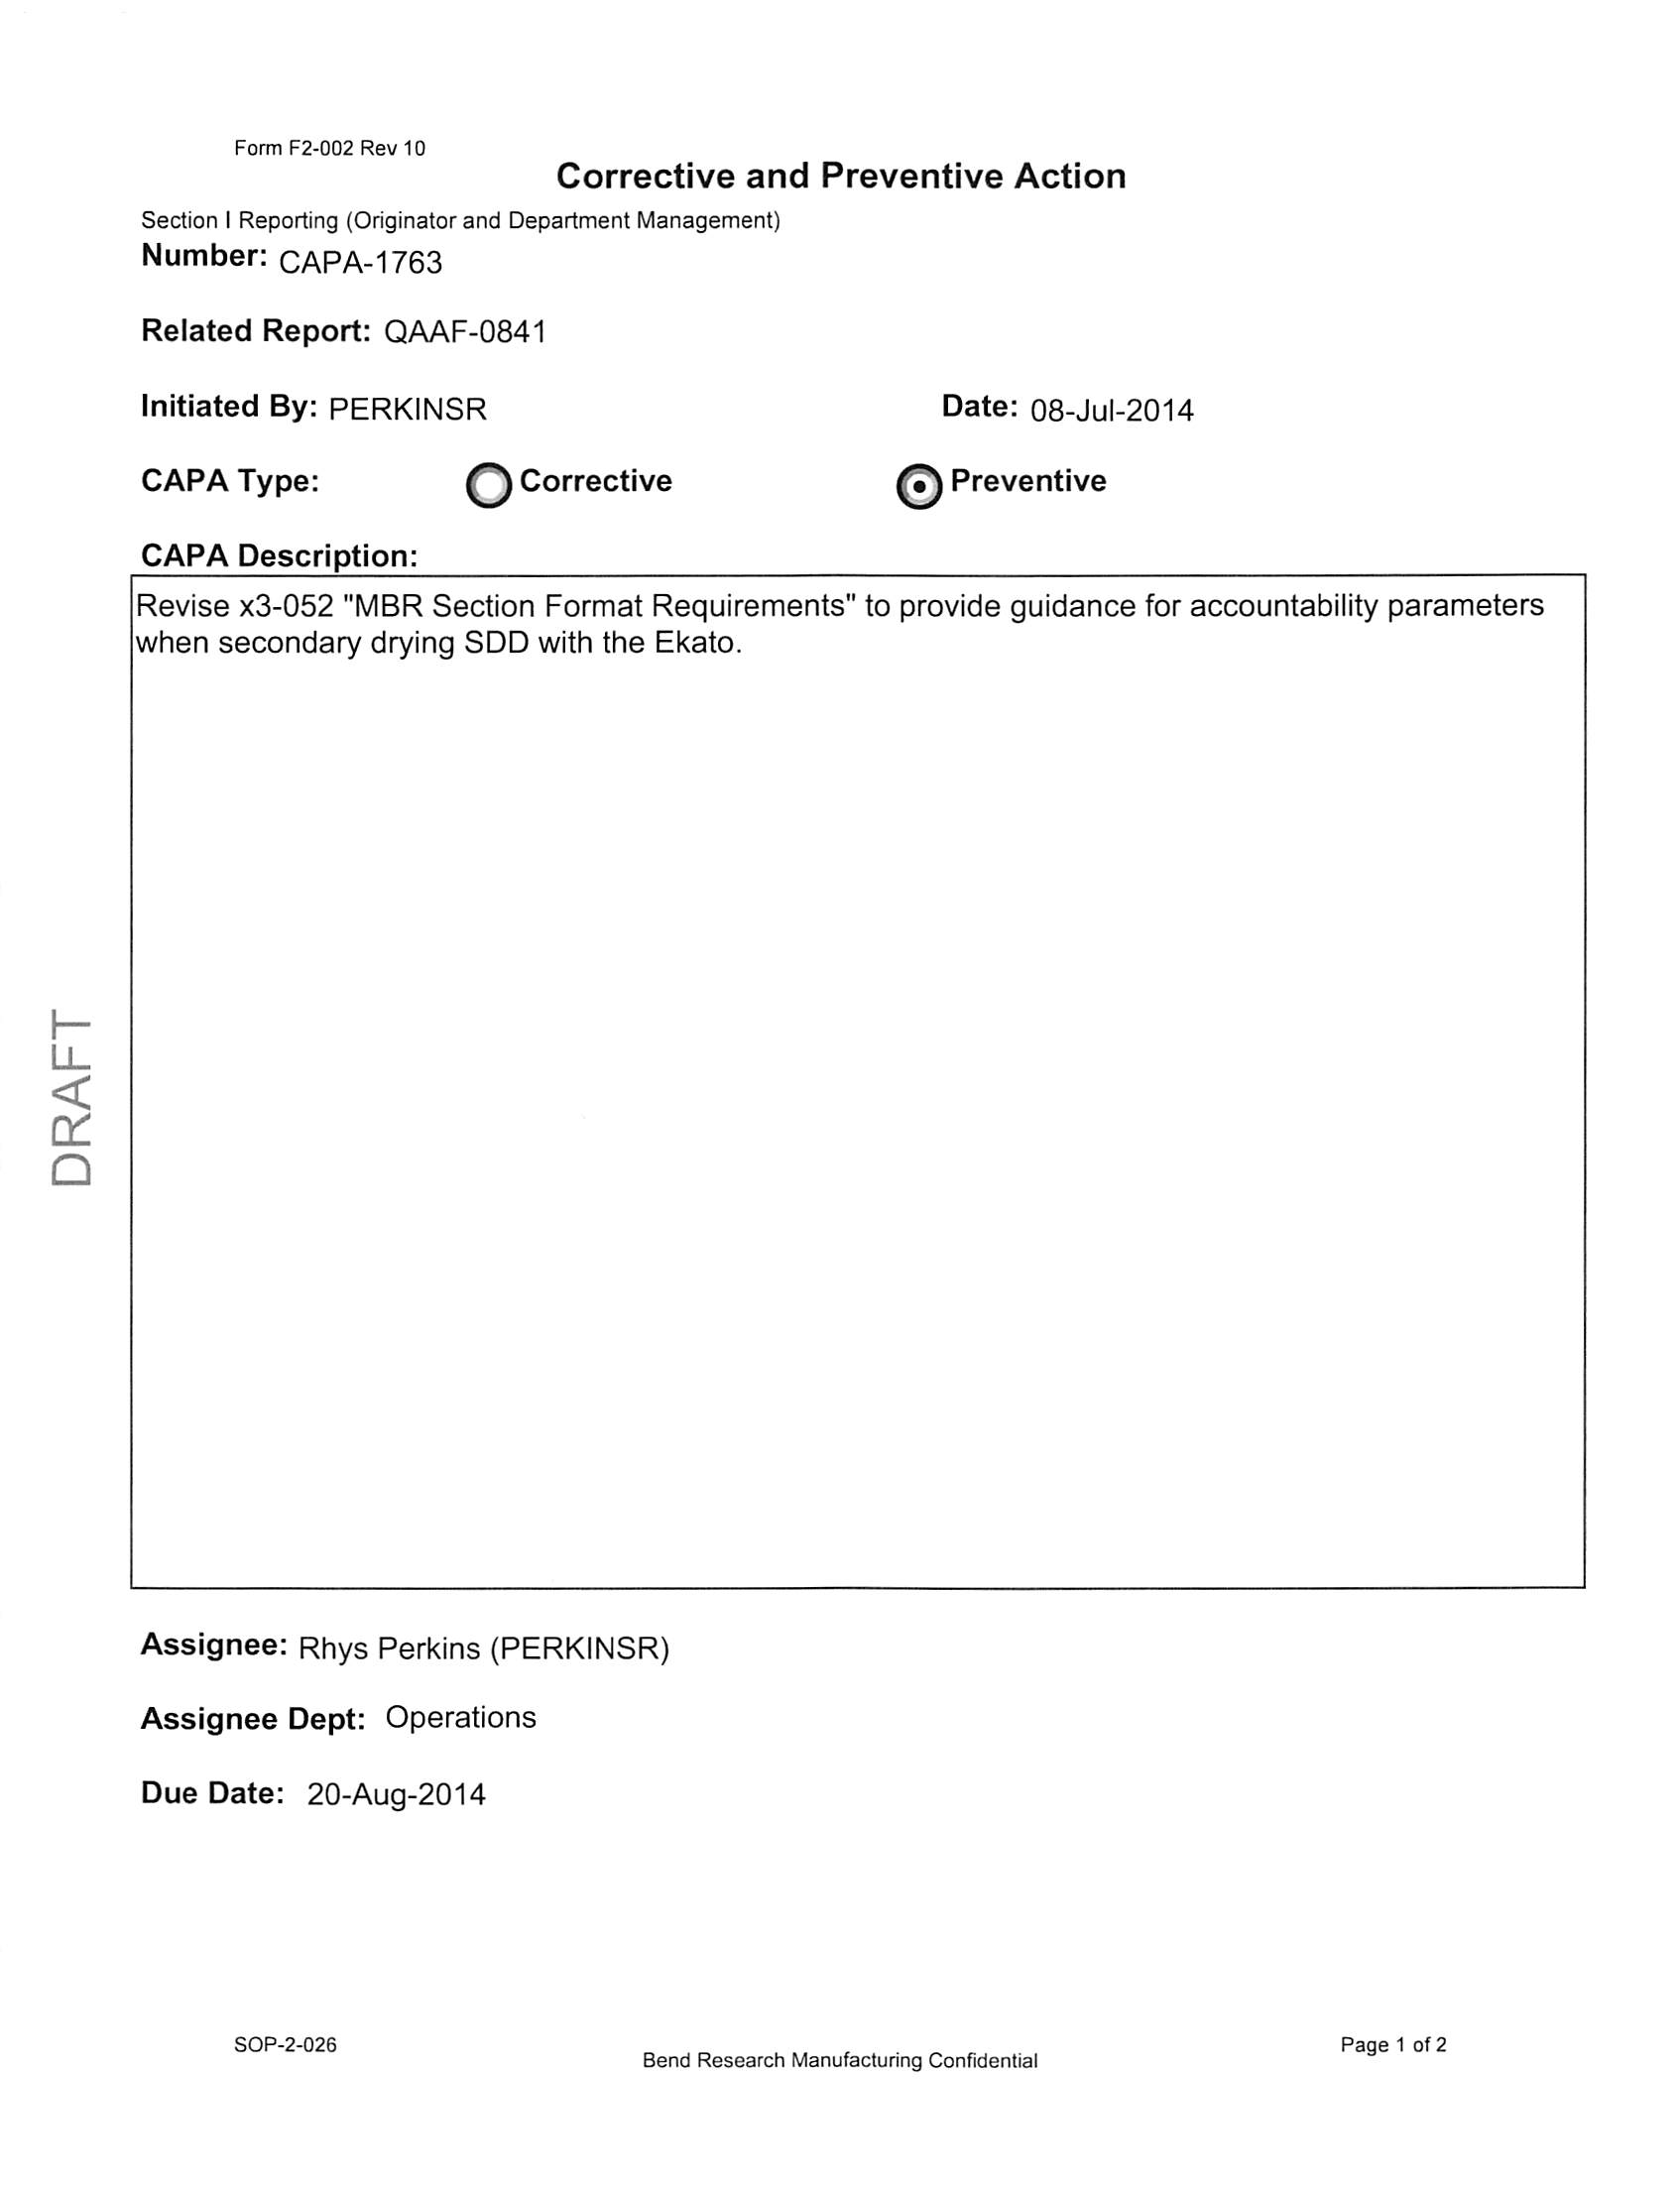 Form F2-002 Rev 10
Corrective and Preventive Action
Section I Reporting (Originator and Department Management)
Number: CAPA-1763
Related Report: QAAF-0841
Initiated By: PERKINSR Date: 08-Jul-2014
CAPA Type: Corrective Preventive
CAPA Description:
Revise x3-052 "MBR Section Format Requirements" to provide guidance for accountability parameters
when secondary drying SDD with the Ekato.
DRAFT
Assignee: Rhys Perkins (PERKINSR)
Assignee Dept: Operations
Due Date: 20-Aug-2014
SOP-2-026
Bend Research Manufacturing Confidential
Page 1 of 2